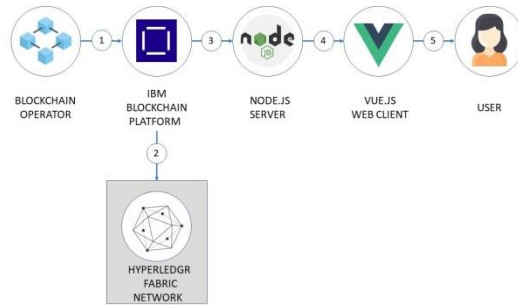 1
3
4
5
node
JS
BLOCKCHAIN
OPERATOR
IBM
BLOCKCHAIN
PLATFORM
NODE.JS
SERVER
VUE.JS
WEB CLIENT
USER
2
HYPERLEDGR
FABRIC
NETWORK